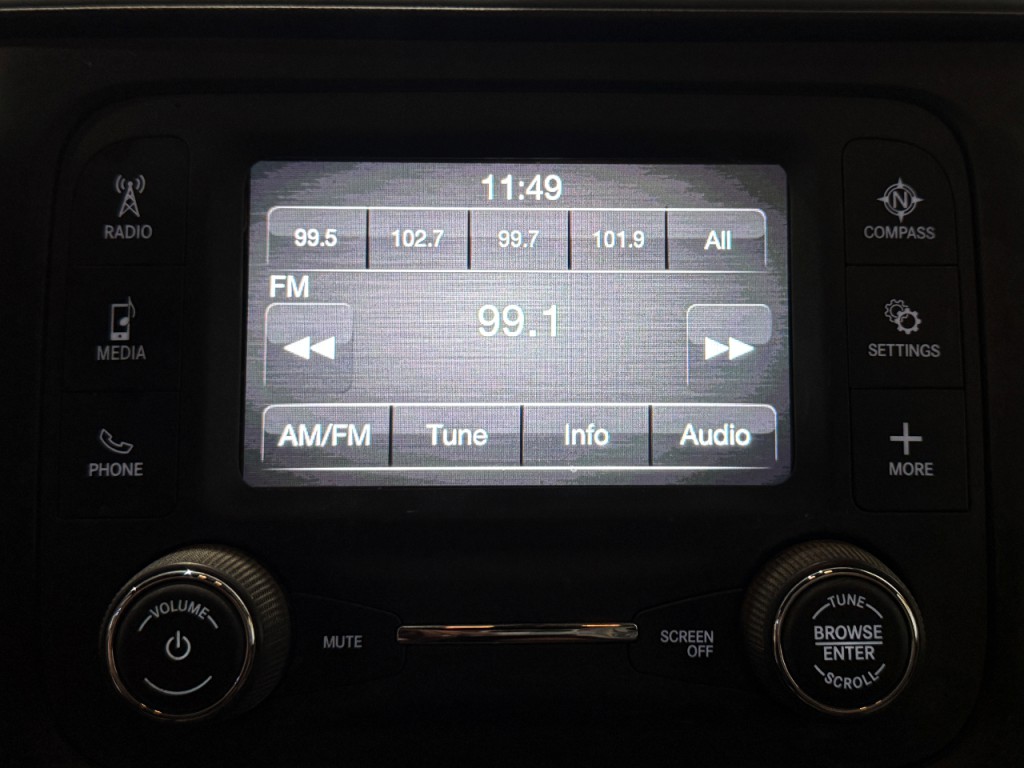 11:49
99.5 102.7 99.7 101.9 All
FM
99.1
AM/FM Tune Info Audio
RADIO
MEDIA
PHONE
N
COMPASS
SETTINGS
MORE
VOLUME
MUTE
SCREEN
OFF
TUNE
BROWSE
ENTER
SCROLL